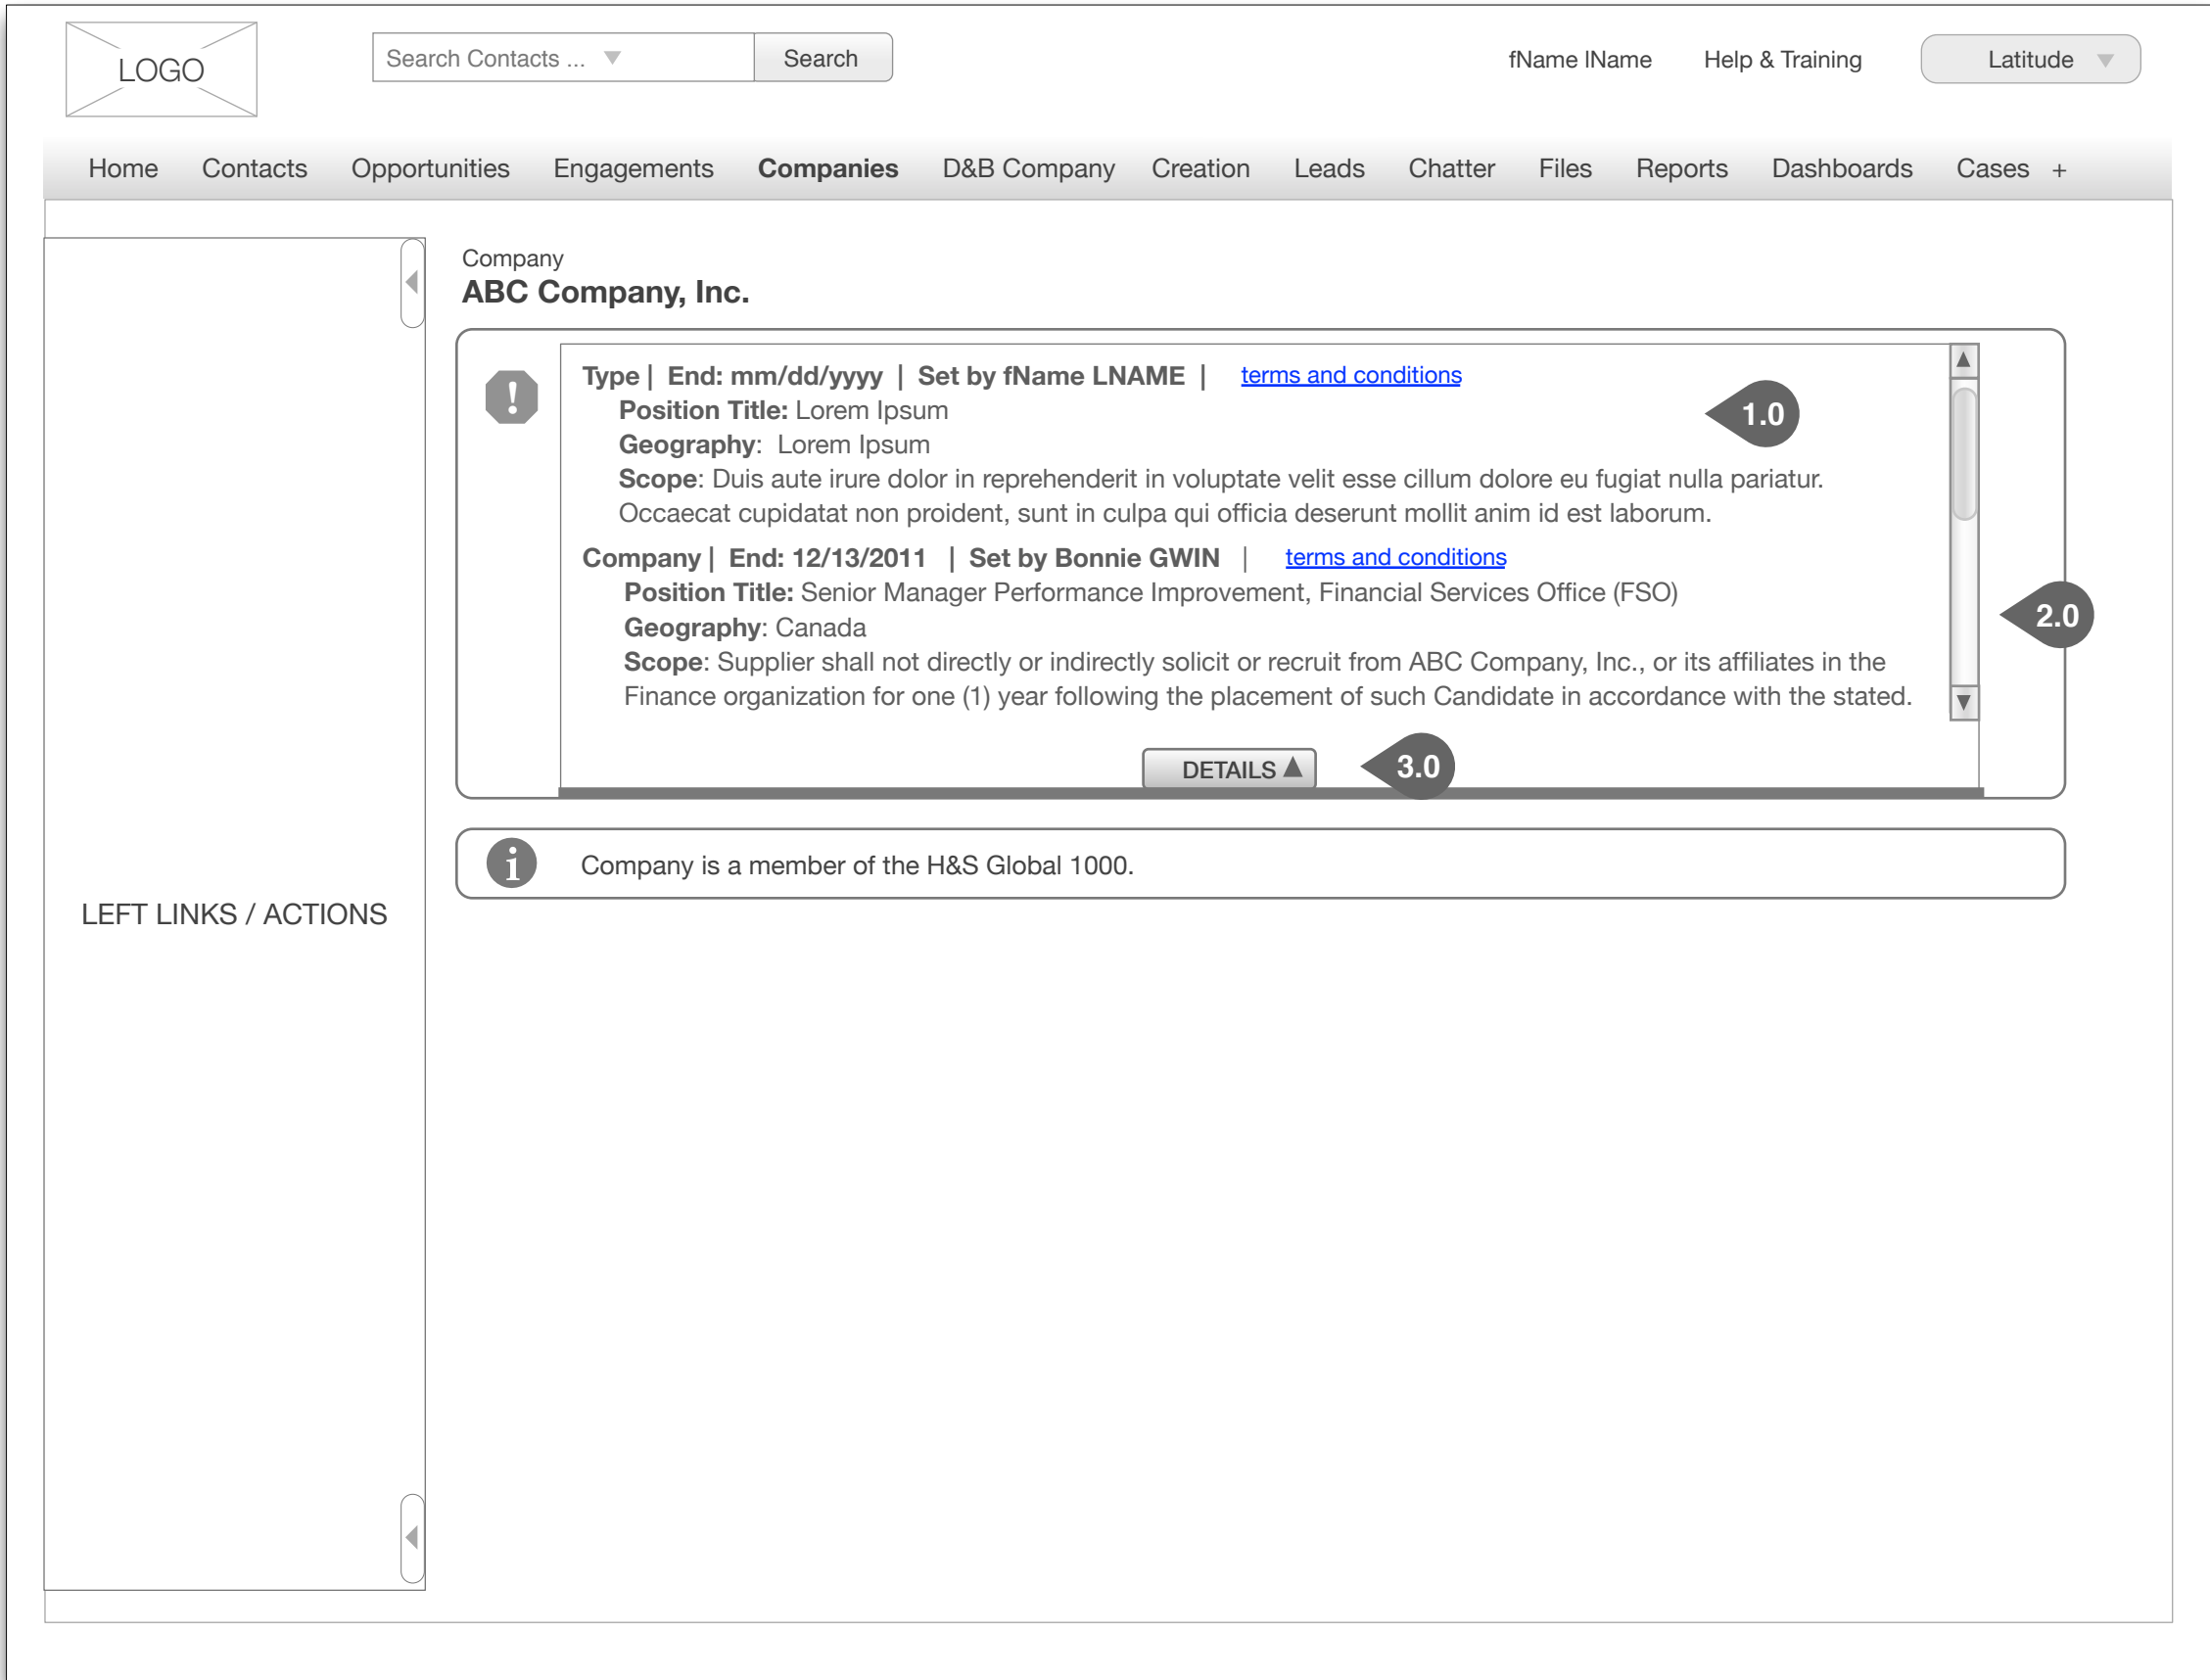 LOGO
Search Contacts ...
Search
fName lName
Help & Training
Latitude
Home Contacts Opportunities Engagements Companies D&B Company Creation Leads Chatter Files Reports Dashboards Cases +
Company
ABC Company, Inc.
!
Type | End: mm/dd/yyyy | Set by fName LNAME | terms and conditions
Position Title: Lorem Ipsum
1.0
Geography: Lorem Ipsum
Scope: Duis aute irure dolor in reprehenderit in voluptate velit esse cillum dolore eu fugiat nulla pariatur.
Occaecat cupidatat non proident, sunt in culpa qui officia deserunt mollit anim id est laborum.
Company | End: 12/13/2011 | Set by Bonnie GWIN | terms and conditions
Position Title: Senior Manager Performance Improvement, Financial Services Office (FSO)
2.0
Geography: Canada
Scope: Supplier shall not directly or indirectly solicit or recruit from ABC Company, Inc., or its affiliates in the
Finance organization for one (1) year following the placement of such Candidate in accordance with the stated.
DETAILS
3.0
i
Company is a member of the H&S Global 1000.
LEFT LINKS / ACTIONS